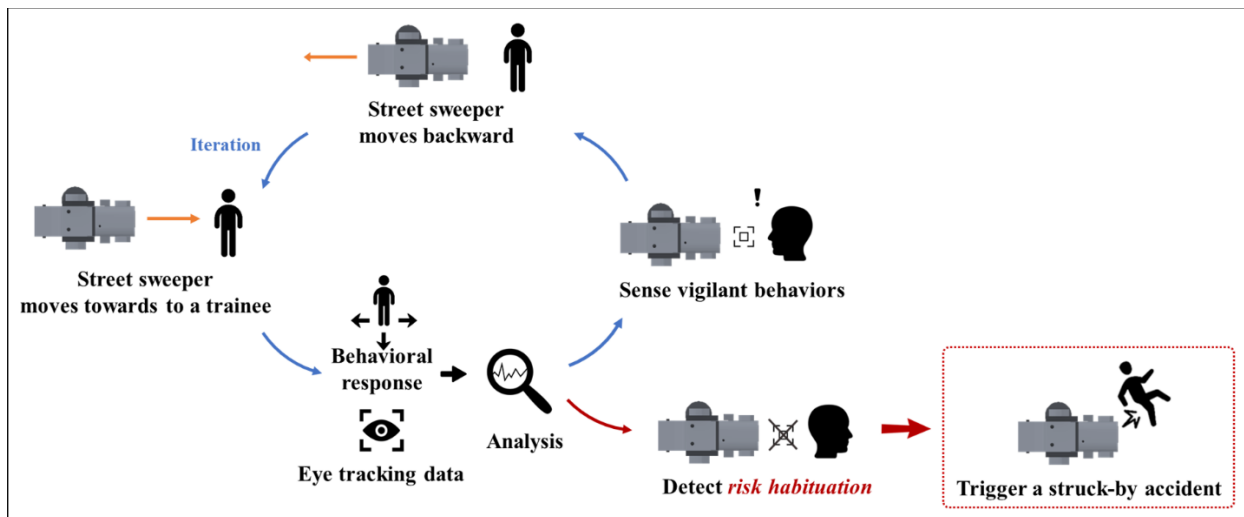 Street sweeper
moves backward
Iteration
Street sweeper
moves towards to a trainee
!
Sense vigilant behaviors
Behavioral
response
Analysis
Eye tracking data
Detect risk habituation
Trigger a struck-by accident